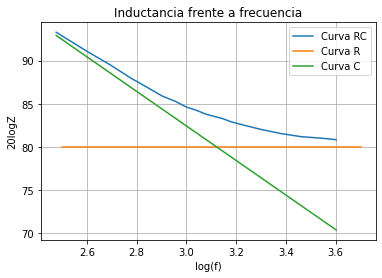 Inductancia frente a frecuencia
Curva RC
Curva R
Curva C
20logZ
90
85
80
75
70
2.6
2.8
3.0
3.2
3.4
3.6
log(f)